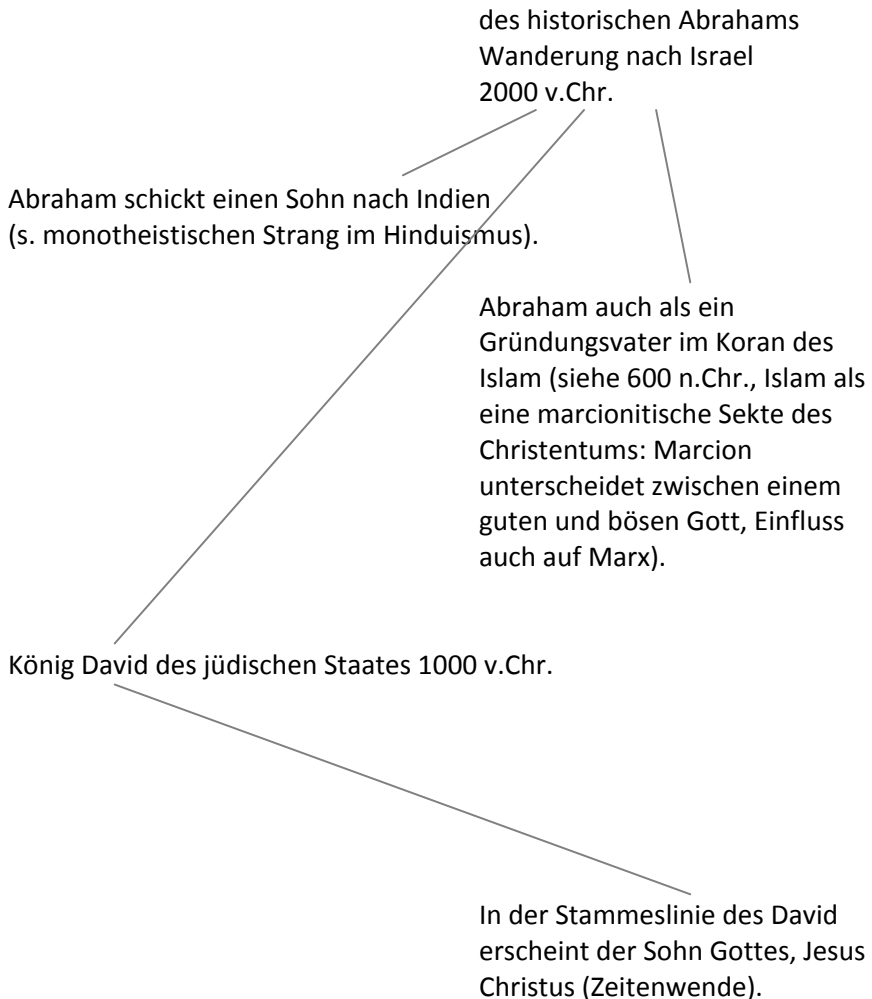 des historischen Abrahams
Wanderung nach Israel
2000 v.Chr.
Abraham schickt einen Sohn nach Indien
(s. monotheistischen Strang im Hinduismus).
Abraham auch als ein
Gründungsvater im Koran des
Islam (siehe 600 n.Chr., Islam als
eine marcionitische Sekte des
Christentums: Marcion
unterscheidet zwischen einem
guten und bösen Gott, Einfluss
auch auf Marx).
König David des jüdischen Staates 1000 v.Chr.
In der Stammeslinie des David
erscheint der Sohn Gottes, Jesus
Christus (Zeitenwende).